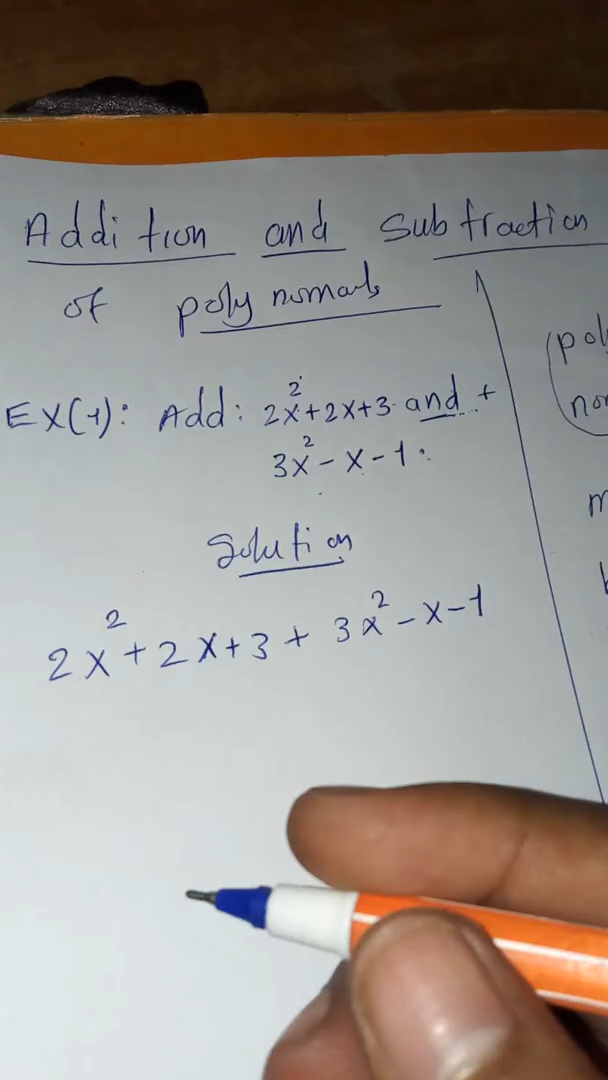 Addition and Subtraction
of polynomals
EX(1): Add: 2x²+2x+3 and +
3x² - x - 1.
Solution
2x² + 2x + 3 + 3x² - x - 1